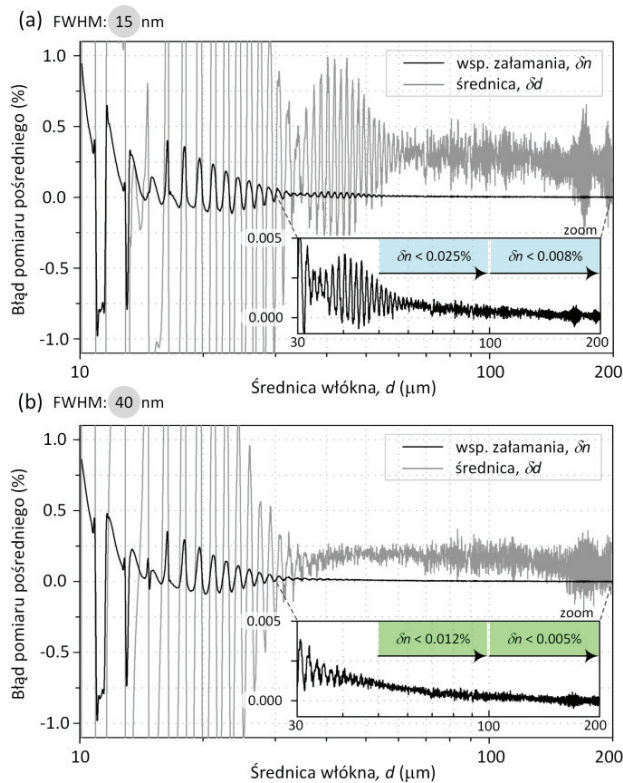 (a) FWHM: 15 nm
Błąd pomiaru pośredniego (%)
1.0
0.5
0.0
-0.5
-1.0
wsp. załamania, δn
średnica, δd
zoom
0.005
0.000
δn < 0.025%
δn < 0.008%
30
100
200
10
100
200
Średnica włókna, d (μm)
(b) FWHM: 40 nm
Błąd pomiaru pośredniego (%)
1.0
0.5
0.0
-0.5
-1.0
wsp. załamania, δn
średnica, δd
zoom
0.005
0.000
δn < 0.012%
δn < 0.005%
30
100
200
10
100
200
Średnica włókna, d (μm)